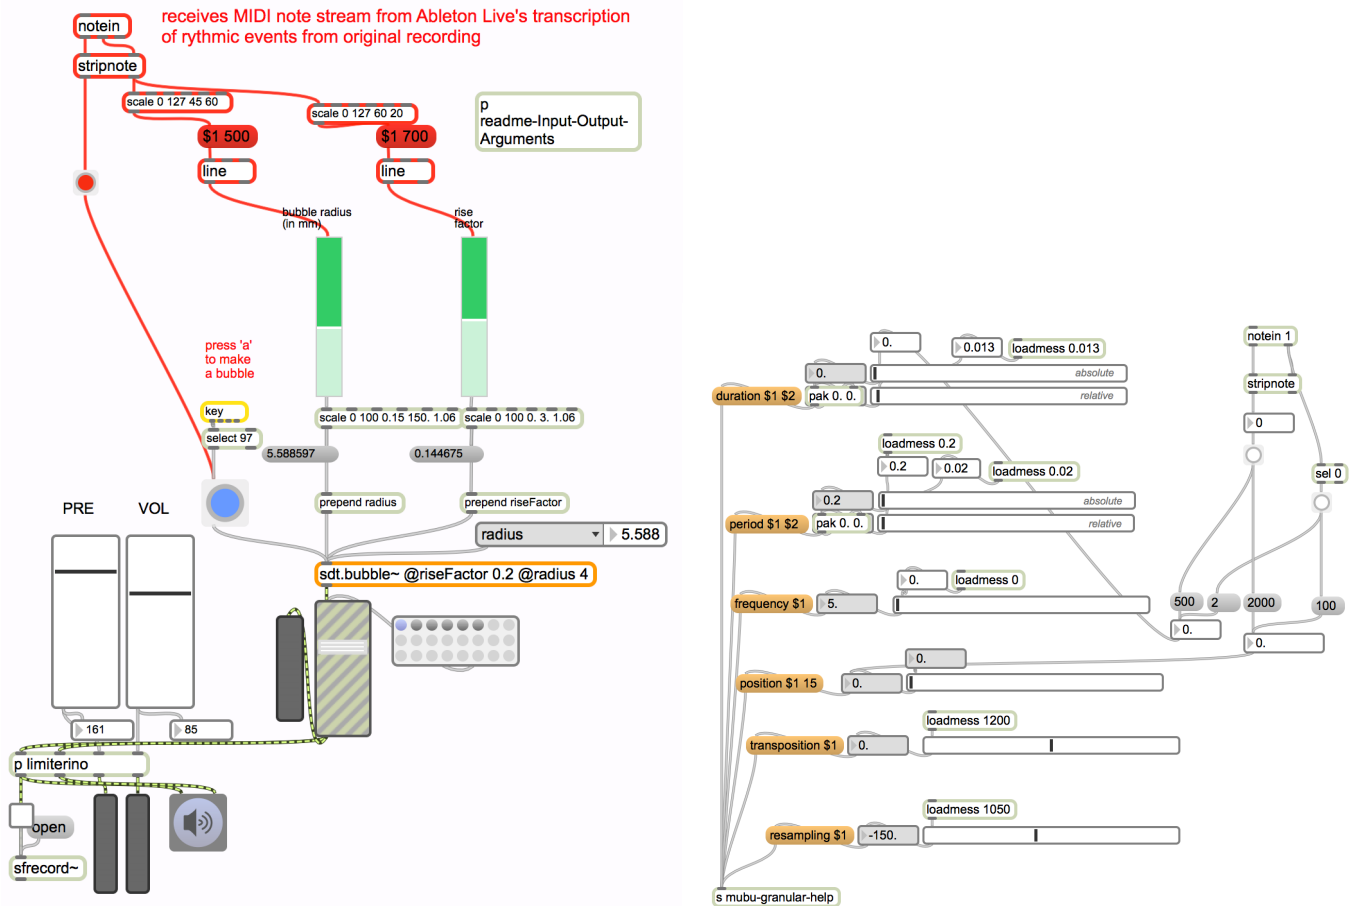 notein
receives MIDI note stream from Ableton Live's transcription
of rythmic events from original recording
stripnote
scale 0 127 45 60
scale 0 127 60 20
p
readme-Input-Output-
Arguments
$1 500
$1 700
line
line
bubble radius
(in mm)
rise
factor
press 'a'
to make
a bubble
key
select 97
scale 0 100 0.15 150. 1.06
scale 0 100 0. 3. 1.06
5.588597
0.144675
prepend radius
prepend riseFactor
PRE
VOL
radius
5.588
sdt.bubble~ @riseFactor 0.2 @radius 4
161
85
p limiterino
open
sfrecord~
0.
0.013
loadmess 0.013
0.
absolute
duration $1 $2
pak 0. 0.
relative
loadmess 0.2
0.2
0.02
loadmess 0.02
0.2
absolute
period $1 $2
pak 0. 0.
relative
0.
loadmess 0
frequency $1
5.
0.
position $1 15
0.
loadmess 1200
transposition $1
0.
loadmess 1050
resampling $1
-150.
s mubu-granular-help
notein 1
stripnote
0
sel 0
500
2
2000
100
0.
0.